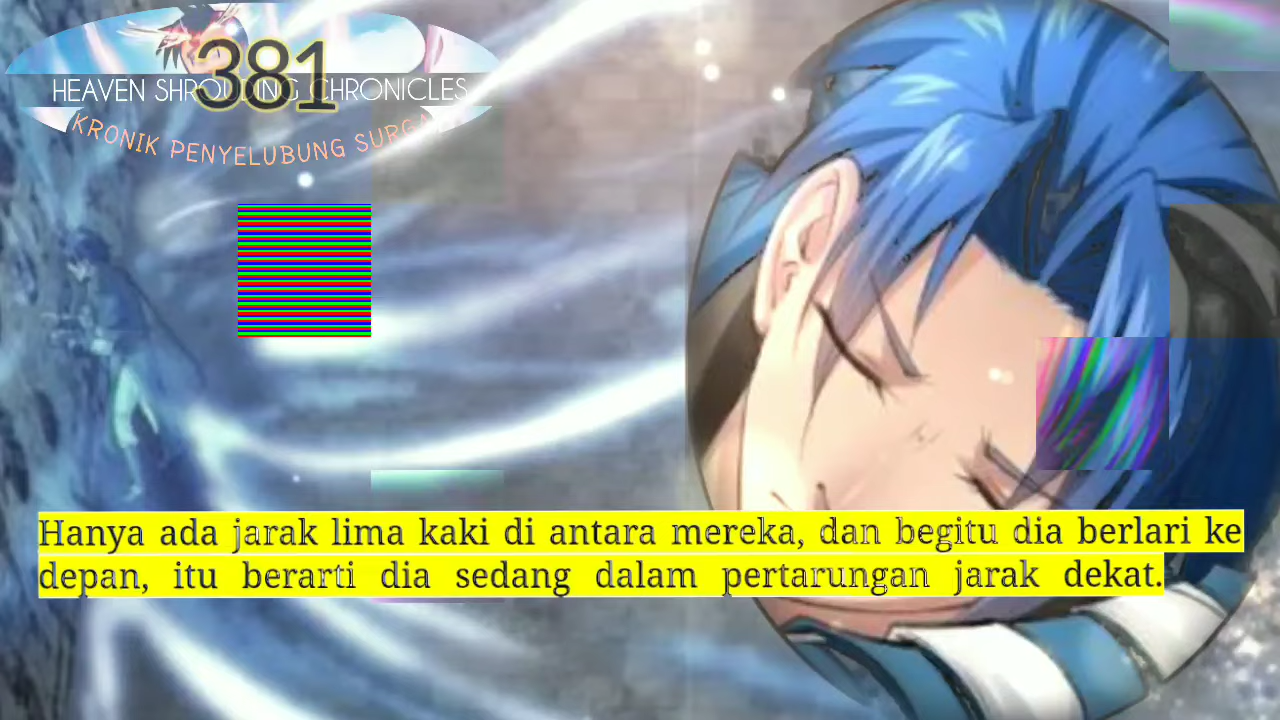 381
HEAVEN SHROUDING CHRONICLES
KRONIK PENYELUBUNG SURGA
Hanya ada jarak lima kaki di antara mereka, dan begitu dia berlari ke
depan, itu berarti dia sedang dalam pertarungan jarak dekat.